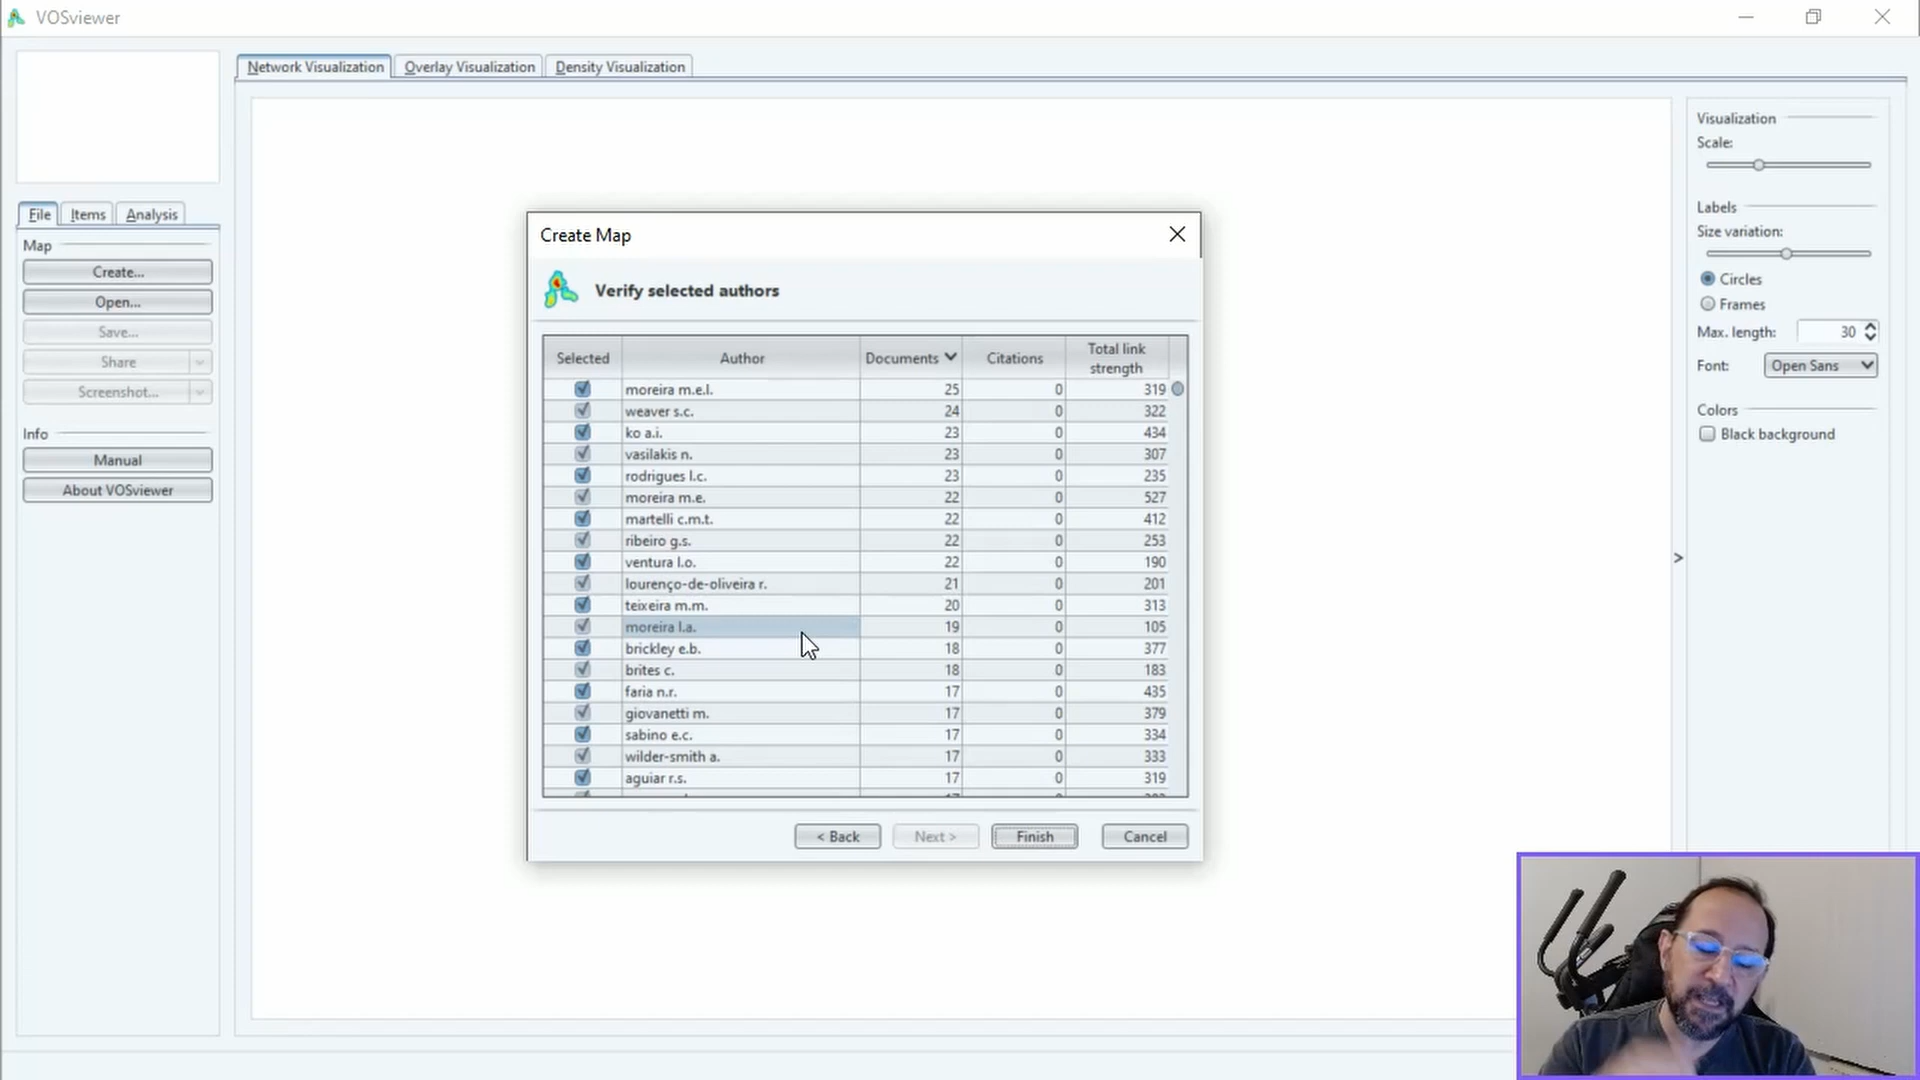 VOSviewer
Network Visualization
Overlay Visualization
Density Visualization
File
Items
Analysis
Map
Create...
Open...
Save...
Share
Screenshot...
Info
Manual
About VOSviewer
Create Map
Verify selected authors
Selected Author Documents Citations Total link strength
moreira m.e.l. 25 0 319
weaver s.c. 24 0 322
ko a.i. 23 0 434
vasilakis n. 23 0 307
rodrigues l.c. 23 0 235
moreira m.e. 22 0 527
martelli c.m.t. 22 0 412
ribeiro g.s. 22 0 253
ventura l.o. 22 0 190
lourenço-de-oliveira r. 21 0 201
teixeira m.m. 20 0 313
moreira l.a. 19 0 105
brickley e.b. 18 0 377
brites c. 18 0 183
faria n.r. 17 0 435
giovanetti m. 17 0 379
sabino e.c. 17 0 334
wilder-smith a. 17 0 333
aguiar r.s. 17 0 319
< Back
Next >
Finish
Cancel
>
Visualization
Scale:
Labels
Size variation:
Circles
Frames
Max. length: 30
Font: Open Sans
Colors
Black background